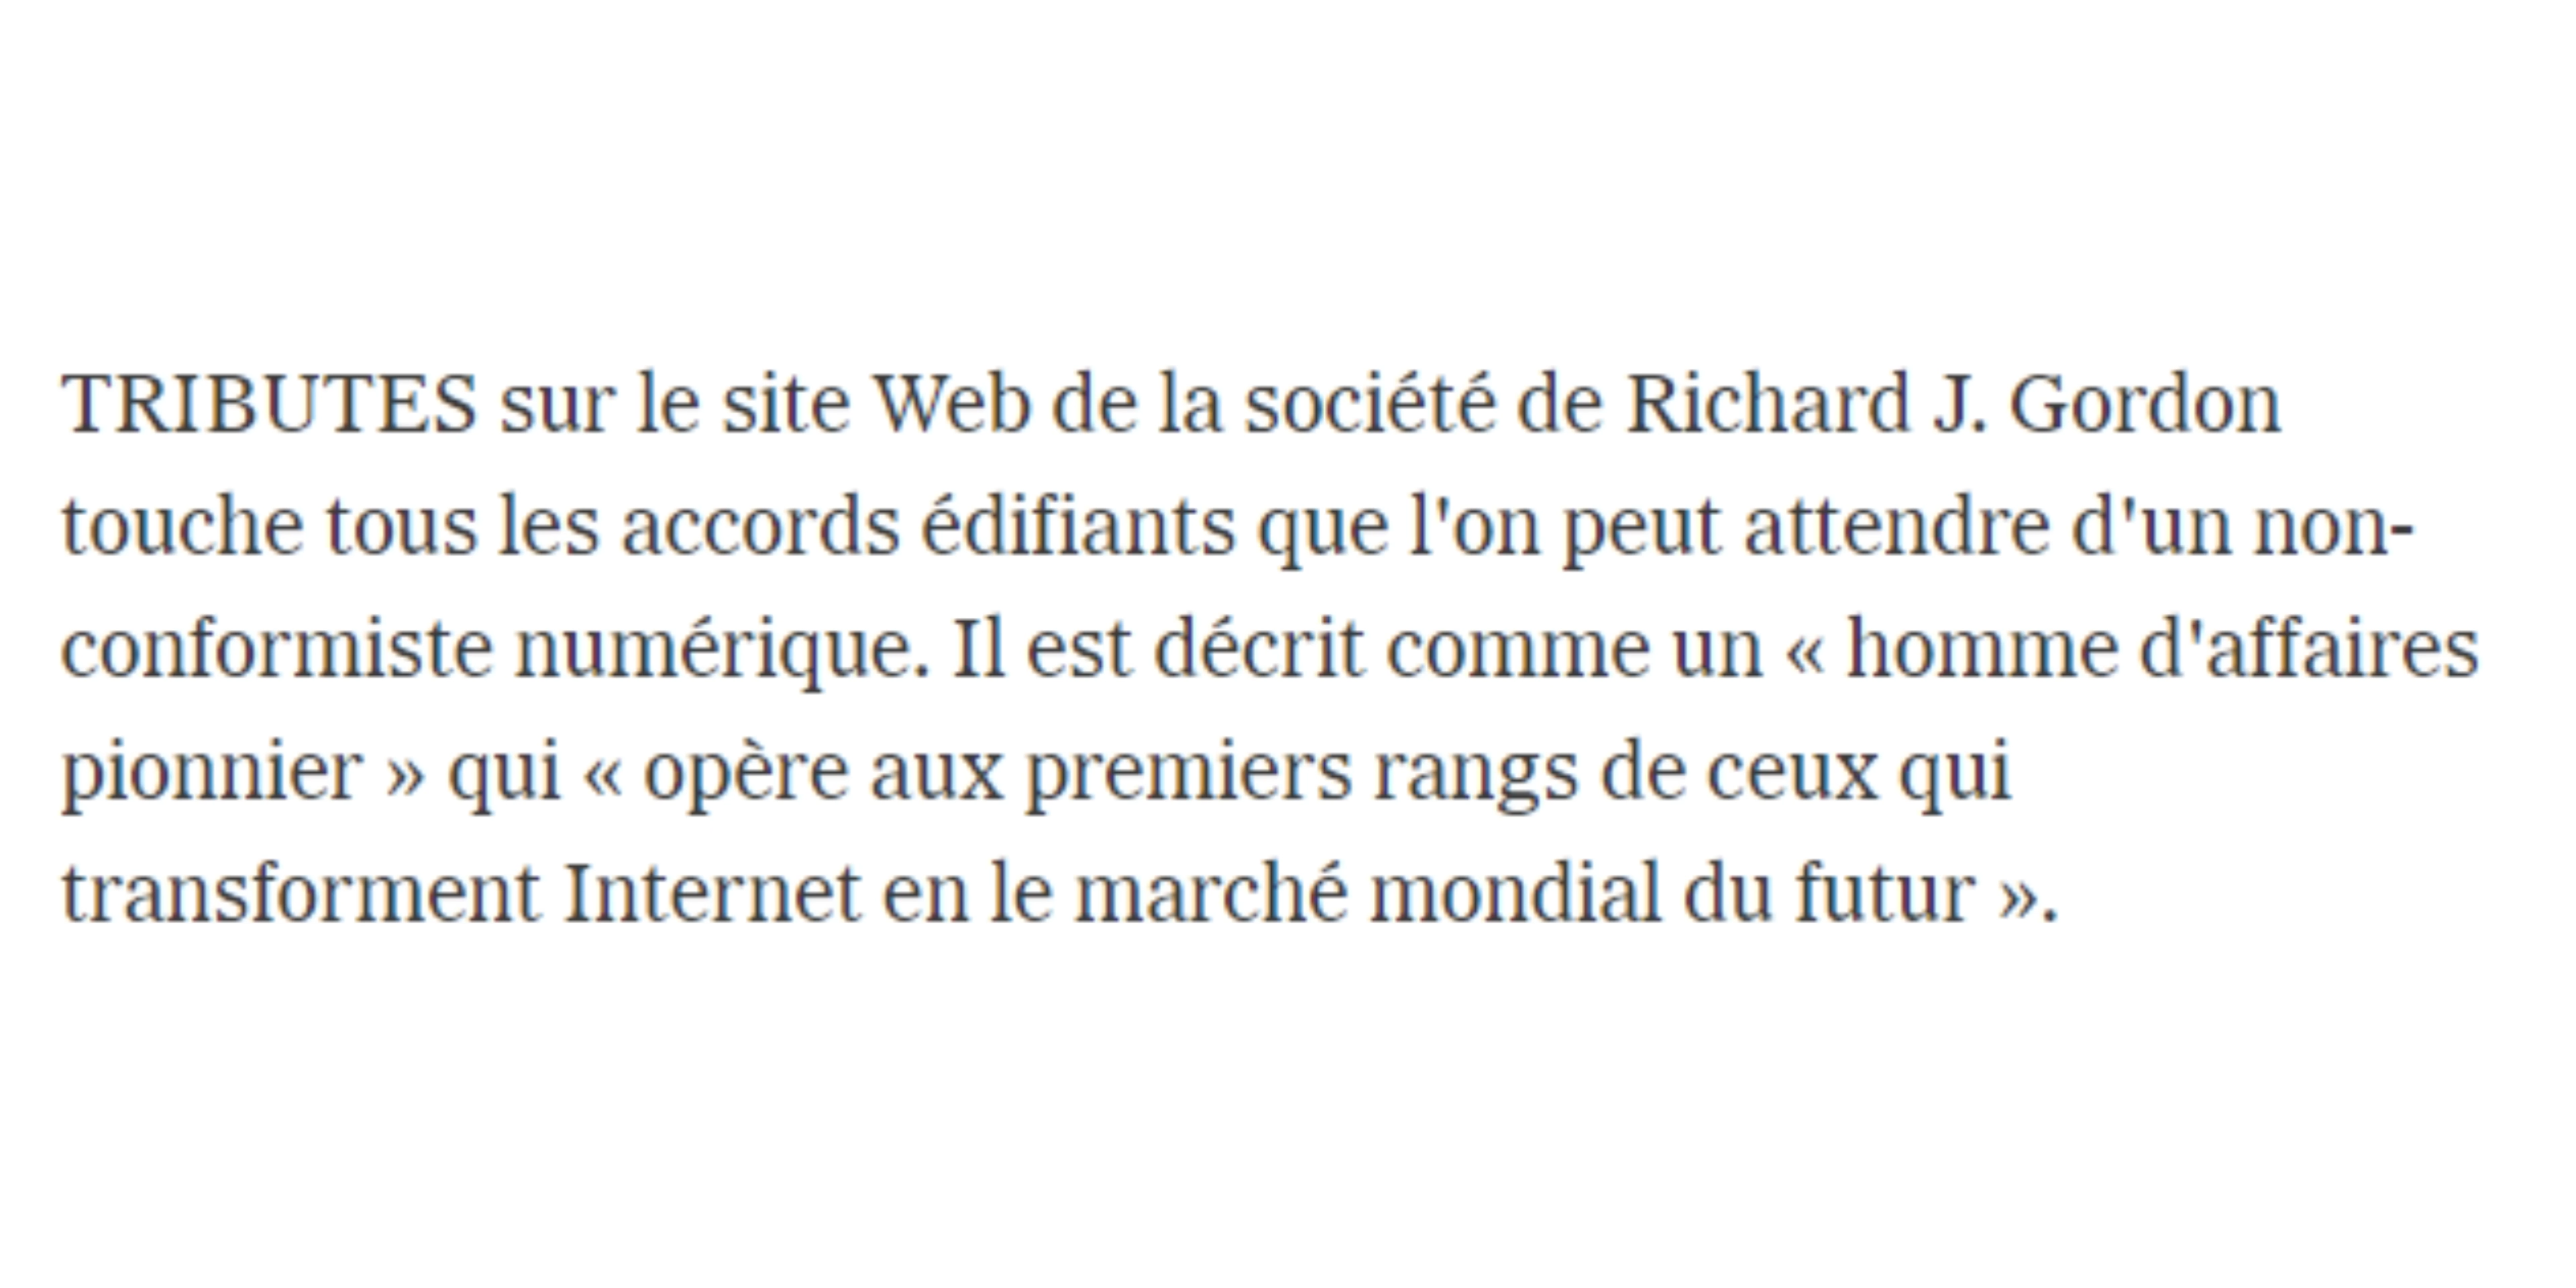 TRIBUTES sur le site Web de la société de Richard J. Gordon
touche tous les accords édifiants que l'on peut attendre d'un non-
conformiste numérique. Il est décrit comme un « homme d'affaires
pionnier » qui « opère aux premiers rangs de ceux qui
transforment Internet en le marché mondial du futur ».